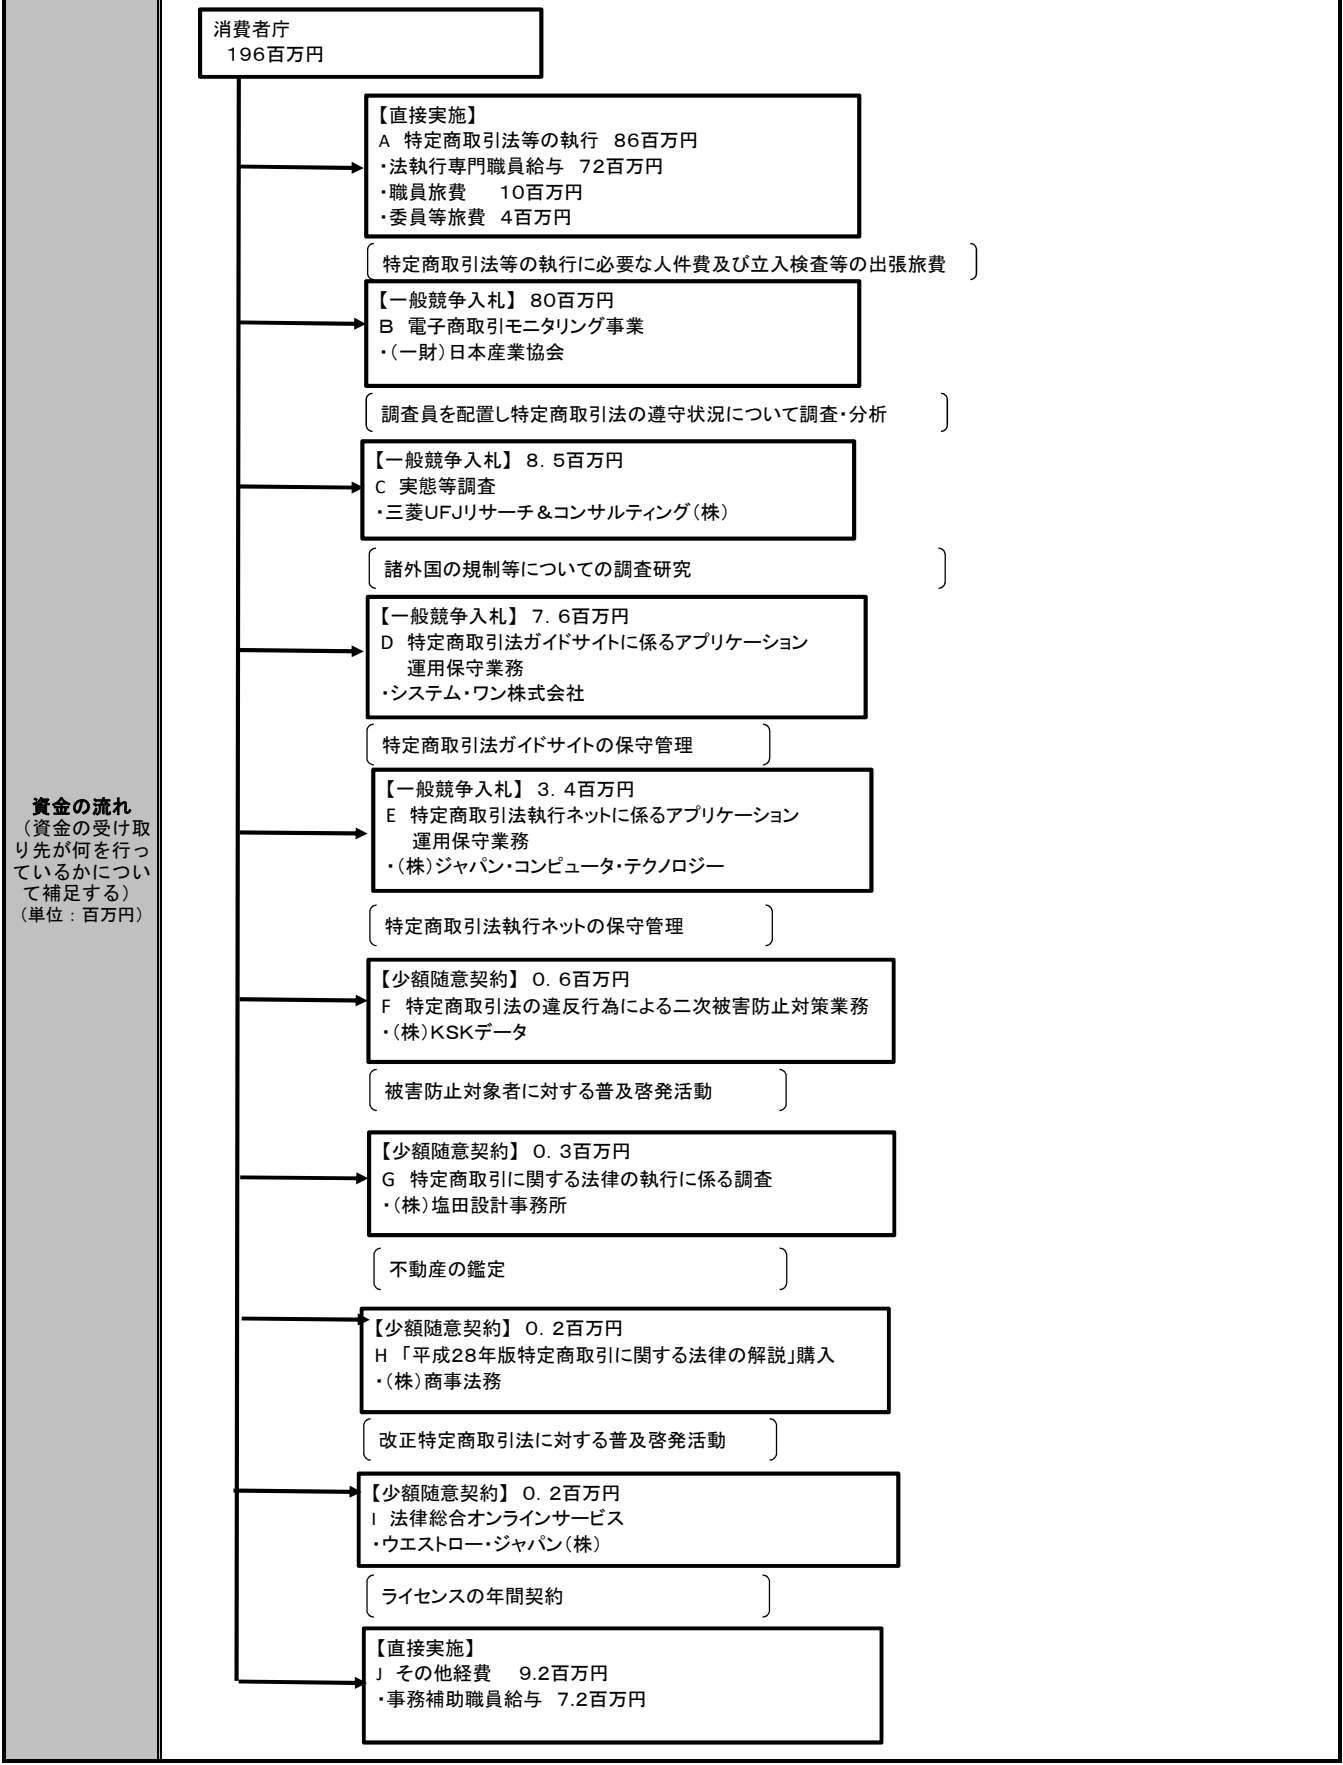 資金の流れ
（資金の受け取
り先が何を行っ
ているかについ
て補足する）
（単位：百万円）
消費者庁
196百万円
【直接実施】
A 特定商取引法等の執行 86百万円
・法執行専門職員給与 72百万円
・職員旅費 10百万円
・委員等旅費 4百万円
特定商取引法等の執行に必要な人件費及び立入検査等の出張旅費
【一般競争入札】 80百万円
B 電子商取引モニタリング事業
・（一財）日本産業協会
調査員を配置し特定商取引法の遵守状況について調査・分析
【一般競争入札】 8．5百万円
C 実態等調査
・三菱UFJリサーチ＆コンサルティング（株）
諸外国の規制等についての調査研究
【一般競争入札】 7．6百万円
D 特定商取引法ガイドサイトに係るアプリケーション
運用保守業務
・システム・ワン株式会社
特定商取引法ガイドサイトの保守管理
【一般競争入札】 3．4百万円
E 特定商取引法執行ネットに係るアプリケーション
運用保守業務
・（株）ジャパン・コンピュータ・テクノロジー
特定商取引法執行ネットの保守管理
【少額随意契約】 0．6百万円
F 特定商取引法の違反行為による二次被害防止対策業務
・（株）KSKデータ
被害防止対象者に対する普及啓発活動
【少額随意契約】 0．3百万円
G 特定商取引に関する法律の執行に係る調査
・（株）塩田設計事務所
不動産の鑑定
【少額随意契約】 0．2百万円
H 「平成28年版特定商取引に関する法律の解説」購入
・（株）商事法務
改正特定商取引法に対する普及啓発活動
【少額随意契約】 0．2百万円
I 法律総合オンラインサービス
・ウエストロー・ジャパン（株）
ライセンスの年間契約
【直接実施】
J その他経費 9.2百万円
・事務補助職員給与 7.2百万円